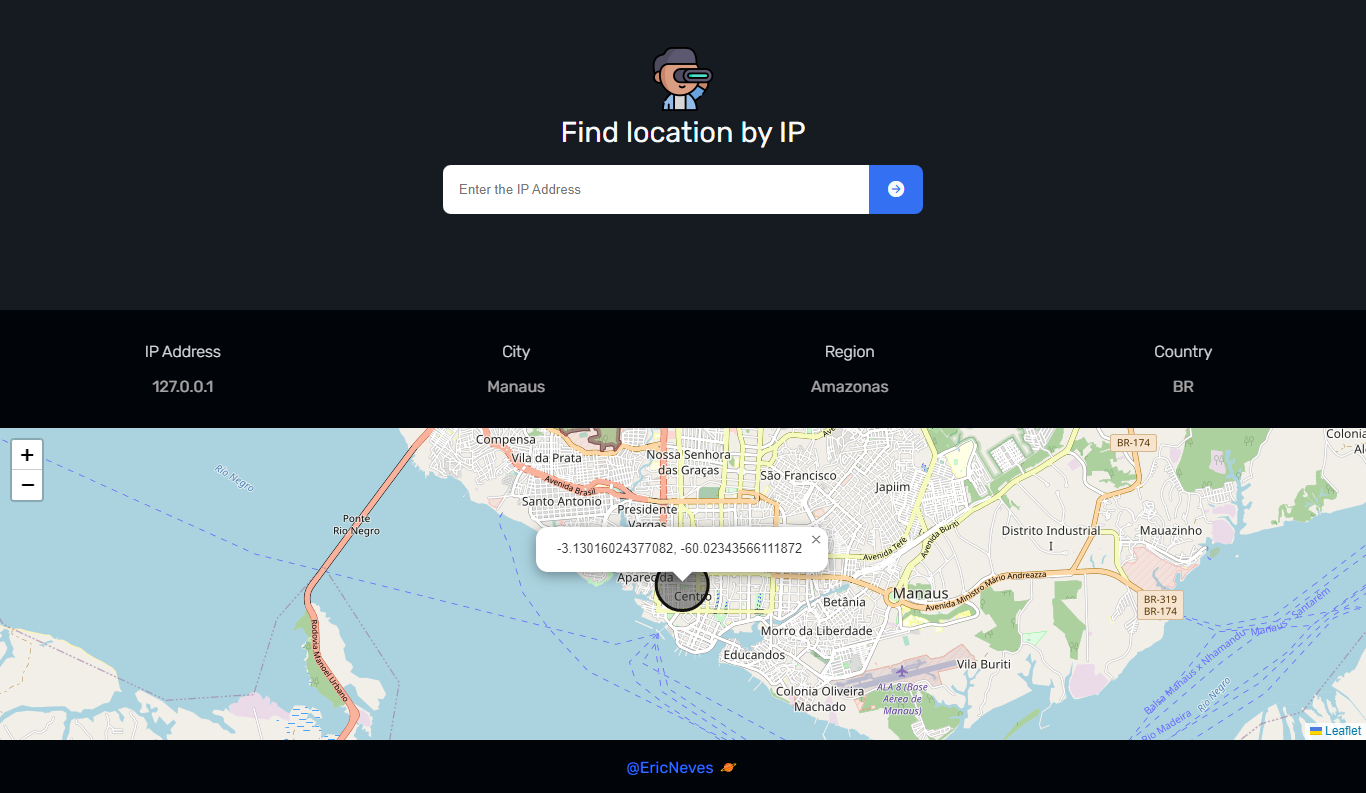 Find location by IP
Enter the IP Address
IP Address
City
Region
Country
127.0.0.1
Manaus
Amazonas
BR
+
−
Compensa
Vila da Prata
Nossa Senhora
das Graças
São Francisco
Japiim
BR-174
Colonia
Rio Negro
Avenida Brasil
Santo Antonio
Presidente
Vargas
Ponte
Rio Negro
Avenida Tefé
Avenida Buriti
Distrito Industrial
I
Mauazinho
-3.13016024377082, -60.02343566111872
×
Aparecida
Centro
Betânia
Manaus
Avenida Ministro Mário Andreazza
BR-319
BR-174
Morro da Liberdade
Educandos
Vila Buriti
Colonia Oliveira
Machado
ALA 8 (Base
Aérea de
Manaus)
Rodovia Manoel Urbano
Balsa Manaus x Nhamundu
Manaus - Santarém
Rio Negro
Rio Madeira
Leaflet
@EricNeves 🪐